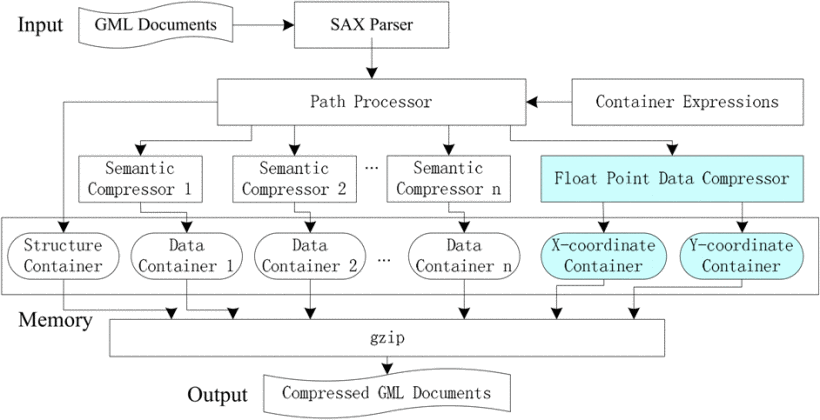 Input
GML Documents
SAX Parser
Path Processor
Container Expressions
Semantic
Compressor 1
Semantic
Compressor 2
...
Semantic
Compressor n
Float Point Data Compressor
Structure
Container
Data
Container 1
Data
Container 2
...
Data
Container n
X-coordinate
Container
Y-coordinate
Container
Memory
gzip
Output
Compressed GML Documents